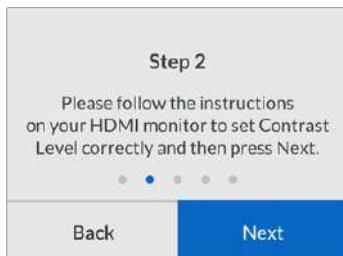 Step 2
Please follow the instructions
on your HDMI monitor to set Contrast
Level correctly and then press Next.
Back
Next